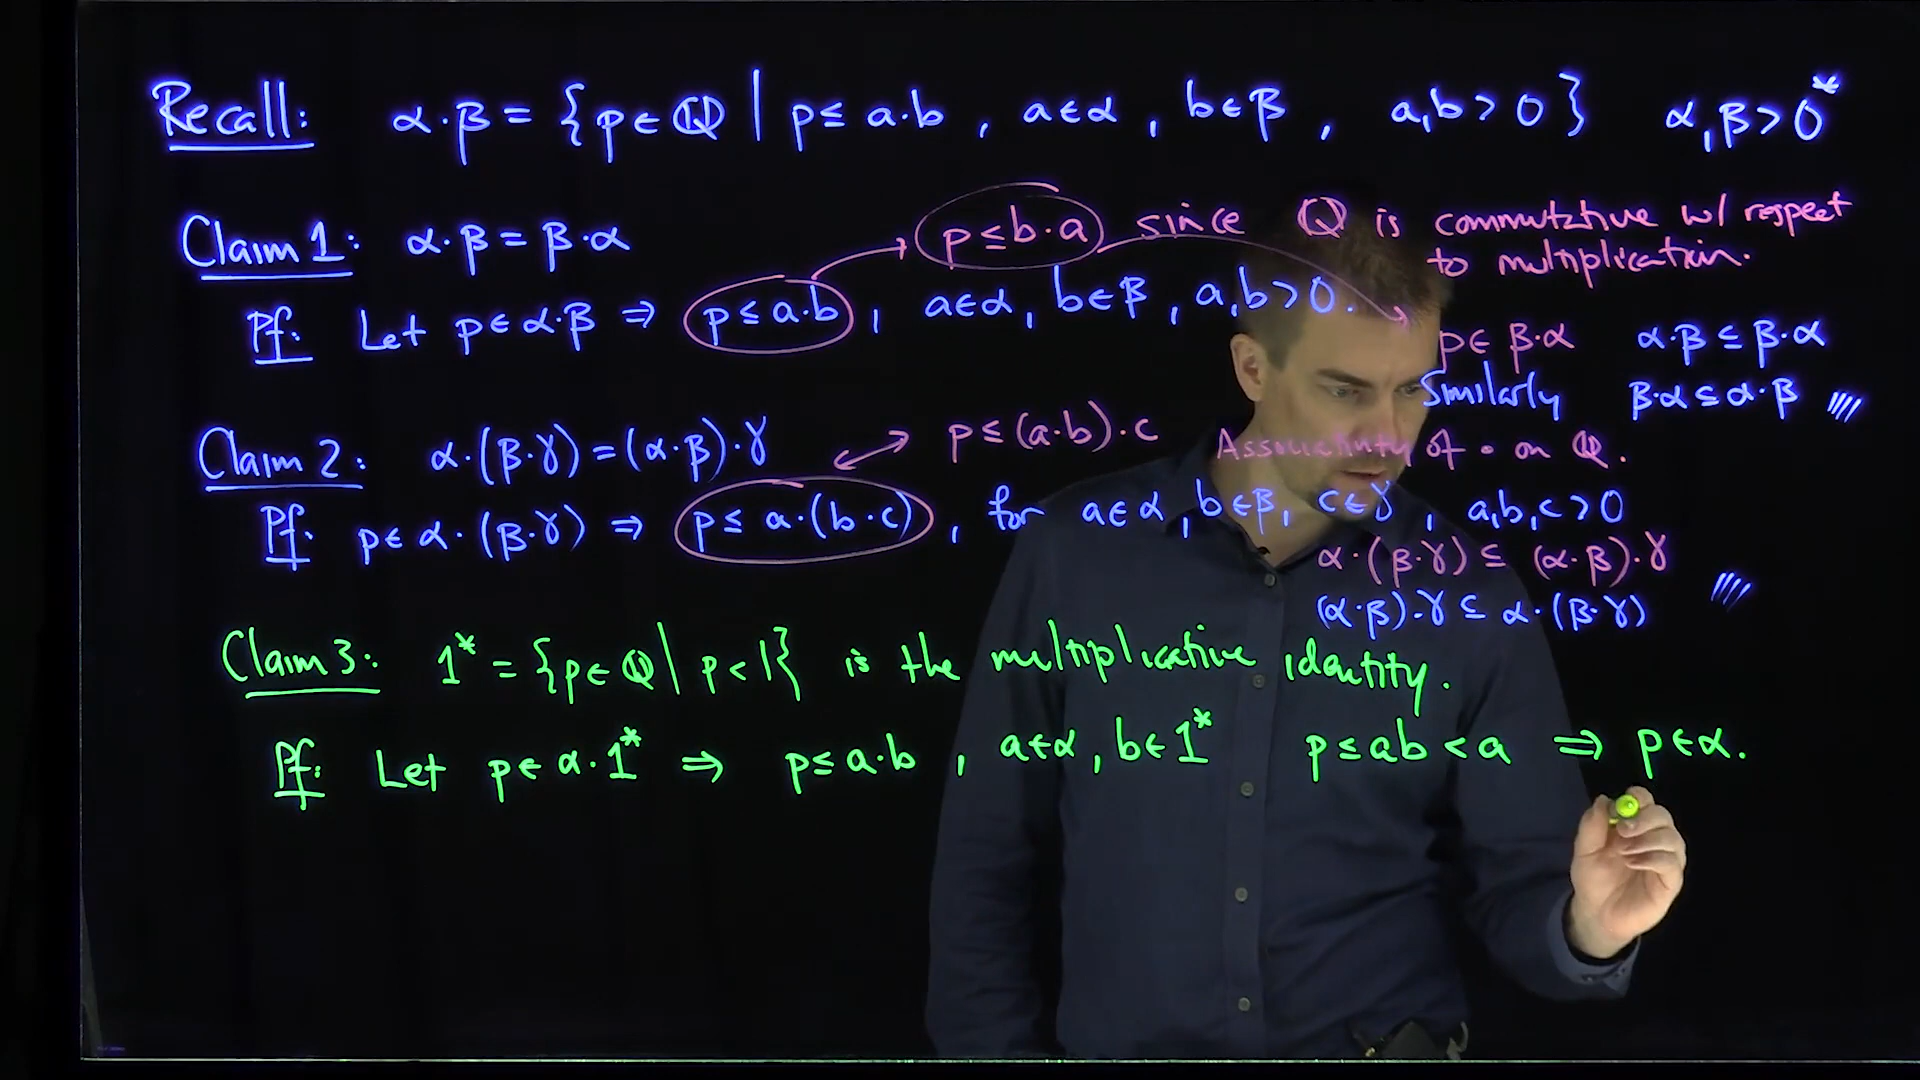 Recall: α·β = {p∈ℚ | p≤ a·b , a∈α , b∈β , a,b > 0} α,β > 0*
Claim 1: α·β = β·α
p≤b·a since ℚ is commutative w/ respect to multiplication.
Pf: Let p∈α·β ⇒ p≤a·b , a∈α, b∈β , a,b>0.
p∈ β·α α·β ⊆ β·α
Similarly β·α ⊆ α·β ////
Claim 2: α·(β·γ) = (α·β)·γ
p≤(a·b)·c Associativity of · on ℚ.
Pf: p∈ α·(β·γ) ⇒ p≤ a·(b·c) , for a∈α, b∈β, c∈γ , a,b,c>0
α·(β·γ) ⊆ (α·β)·γ
(α·β)·γ ⊆ α·(β·γ) ////
Claim 3: 1* = {p∈ℚ | p<1} is the multiplicative identity.
Pf: Let p∈α·1* ⇒ p≤a·b , a∈α, b∈1* p≤ab<a ⇒ p∈α.